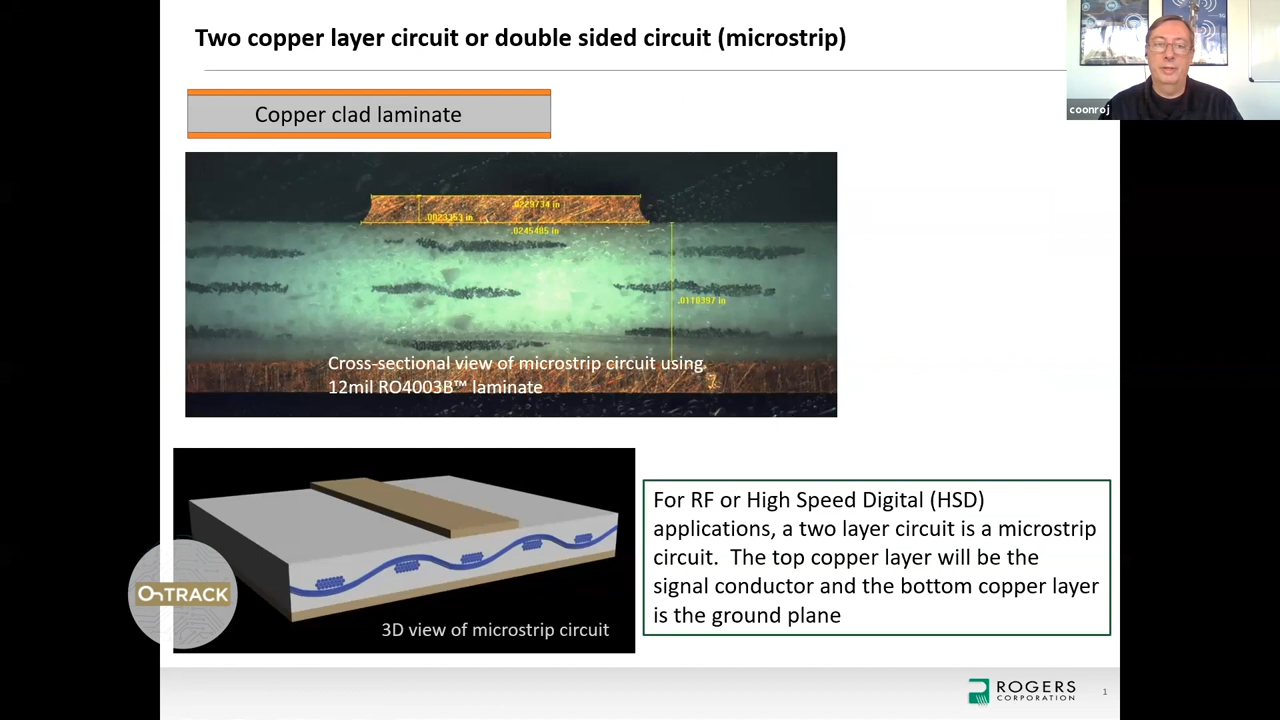 Two copper layer circuit or double sided circuit (microstrip)
coonroj
Copper clad laminate
.0229734 in
.0023353 in
.0245485 in
.0118397 in
Cross-sectional view of microstrip circuit using
12mil RO4003B™ laminate
For RF or High Speed Digital (HSD)
applications, a two layer circuit is a microstrip
circuit. The top copper layer will be the
signal conductor and the bottom copper layer
is the ground plane
OnTRACK
3D view of microstrip circuit
ROGERS
CORPORATION
1